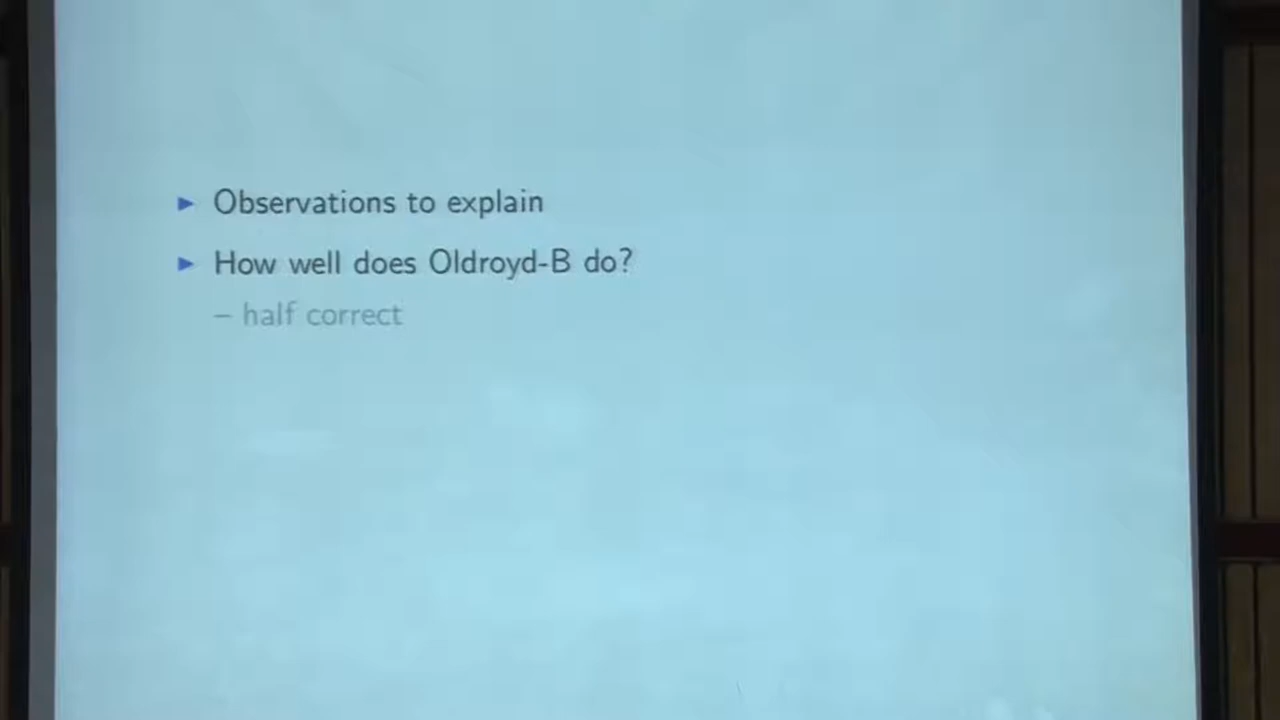 ► Observations to explain
► How well does Oldroyd-B do?
– half correct